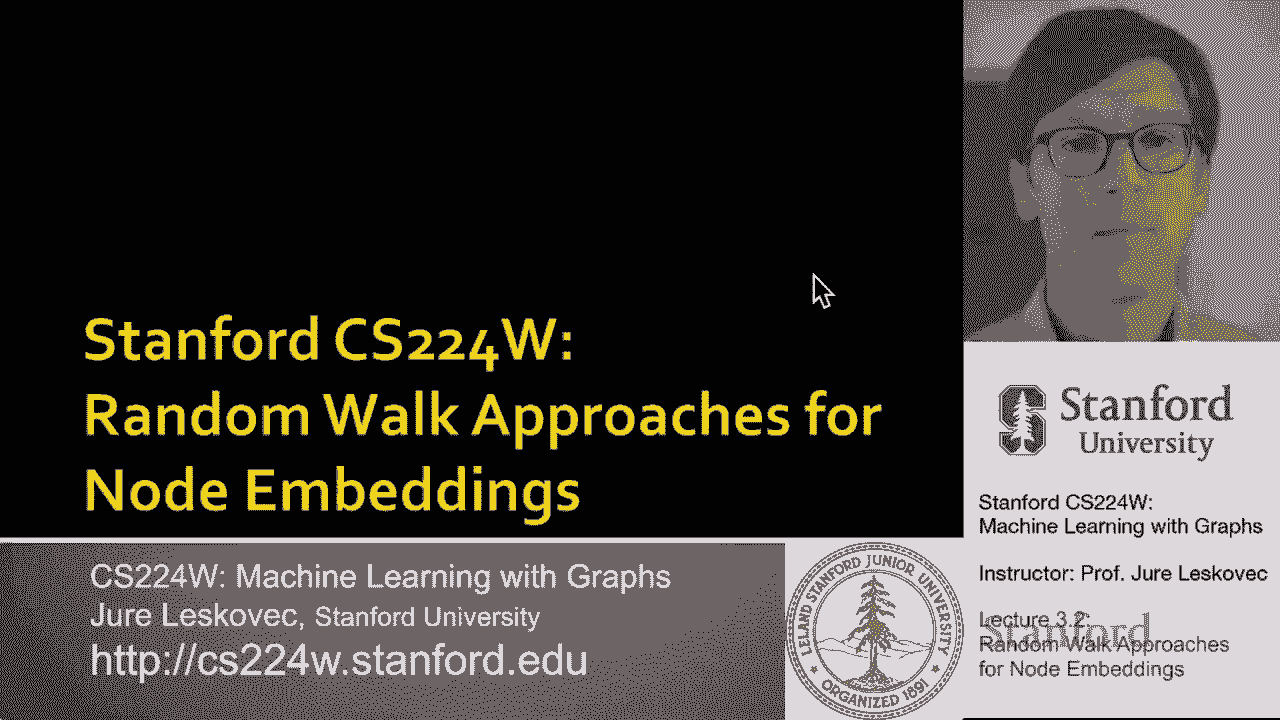 Stanford CS224W:
Random Walk Approaches for
Node Embeddings
CS224W: Machine Learning with Graphs
Jure Leskovec, Stanford University
http://cs224w.stanford.edu
LELAND STANFORD JUNIOR UNIVERSITY
ORGANIZED 1891
Stanford
University
Stanford CS224W:
Machine Learning with Graphs
Instructor: Prof. Jure Leskovec
Lecture 3.2:
Stanford
Random Walk Approaches
for Node Embeddings